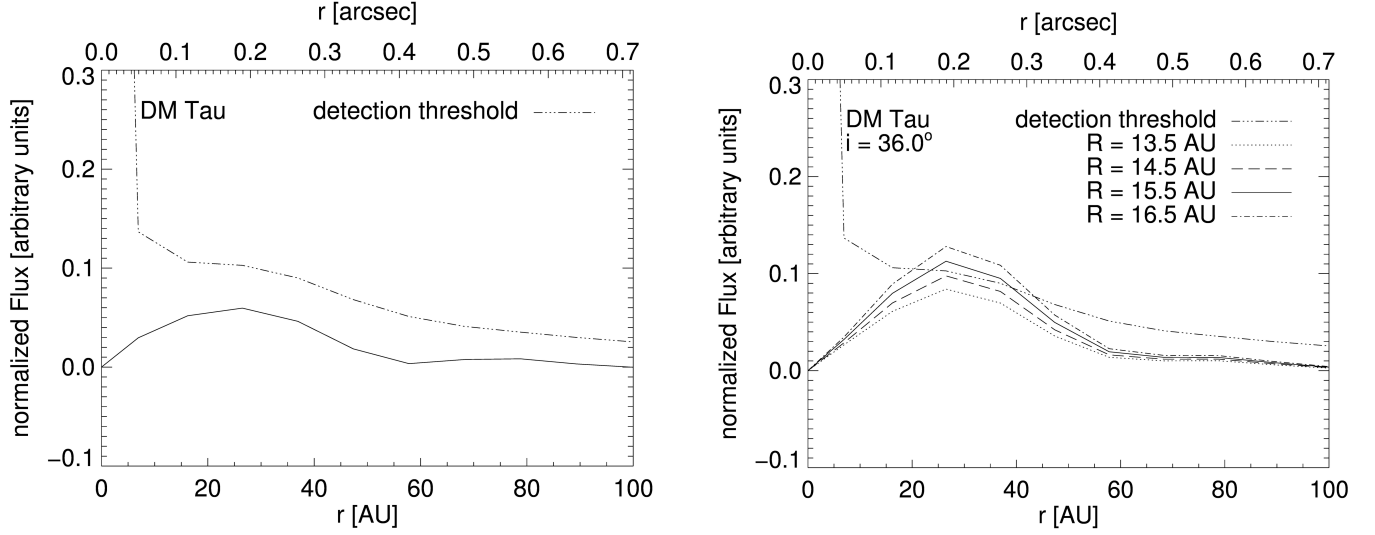 r [arcsec]
0.0 0.1 0.2 0.3 0.4 0.5 0.6 0.7
0.3
DM Tau detection threshold
0.2
0.1
0.0
−0.1
normalized Flux [arbitrary units]
0 20 40 60 80 100
r [AU]
r [arcsec]
0.0 0.1 0.2 0.3 0.4 0.5 0.6 0.7
0.3
DM Tau detection threshold
i = 36.0° R = 13.5 AU
R = 14.5 AU
R = 15.5 AU
R = 16.5 AU
0.2
0.1
0.0
−0.1
normalized Flux [arbitrary units]
0 20 40 60 80 100
r [AU]